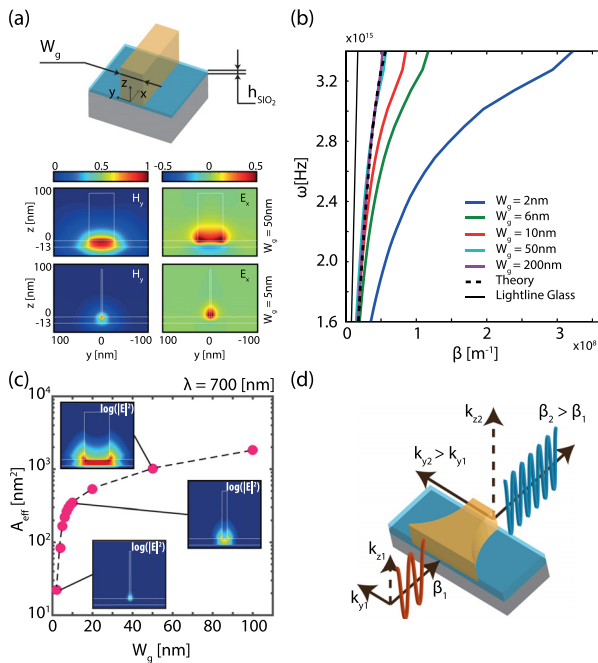 (a)
W_g
z
y
x
h_SiO2
0
0.5
1
-0.5
0
0.5
100
z [nm]
0
-13
H_y
E_x
W_g = 50nm
100
z [nm]
0
-13
H_y
E_x
W_g = 5nm
100
0
-100
100
0
-100
y [nm]
y [nm]
(b)
x10^15
3.4
2.9
2.4
2.0
1.6
ω[Hz]
W_g = 2nm
W_g = 6nm
W_g = 10nm
W_g = 50nm
W_g = 200nm
Theory
Lightline Glass
0
1
2
3
β [m^-1]
x10^8
(c)
λ = 700 [nm]
10^4
10^3
10^2
10^1
A_eff [nm^2]
log(|E|^2)
log(|E|^2)
log(|E|^2)
0
20
40
60
80
100
W_g [nm]
(d)
k_z2
β_2 > β_1
k_y2 > k_y1
k_z1
k_y1
β_1